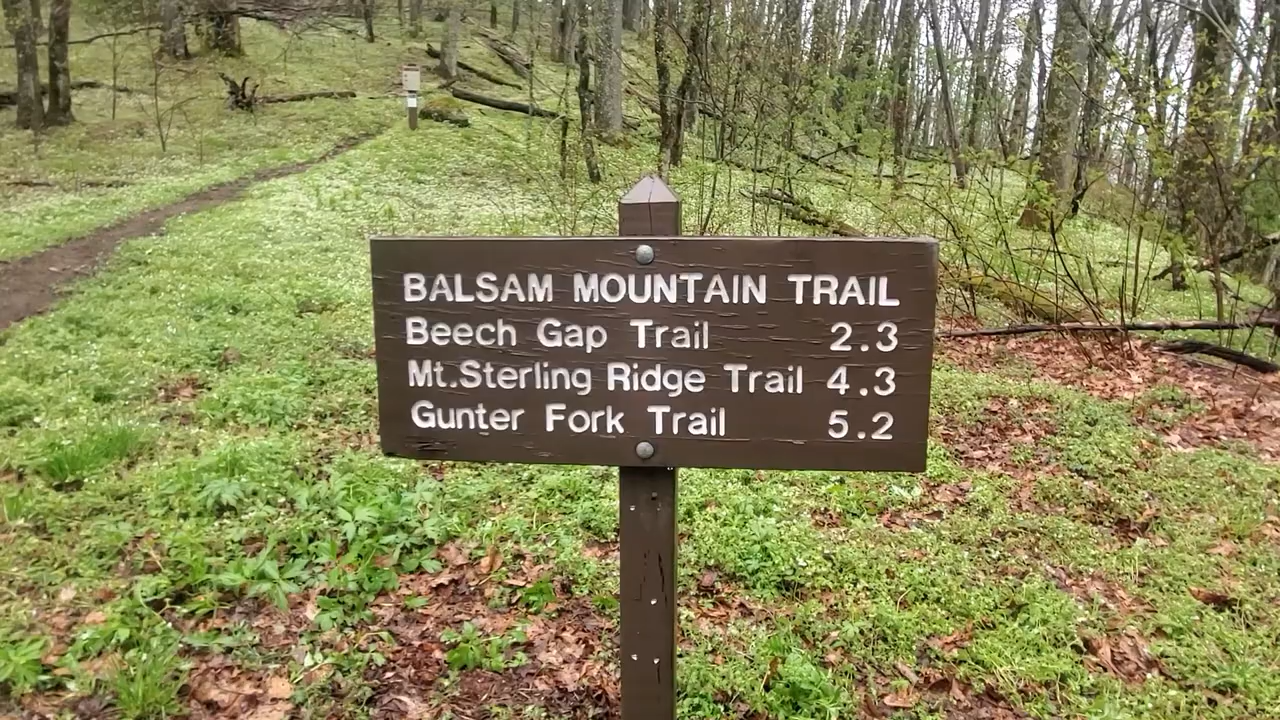 BALSAM MOUNTAIN TRAIL
Beech Gap Trail 2.3
Mt.Sterling Ridge Trail 4.3
Gunter Fork Trail 5.2